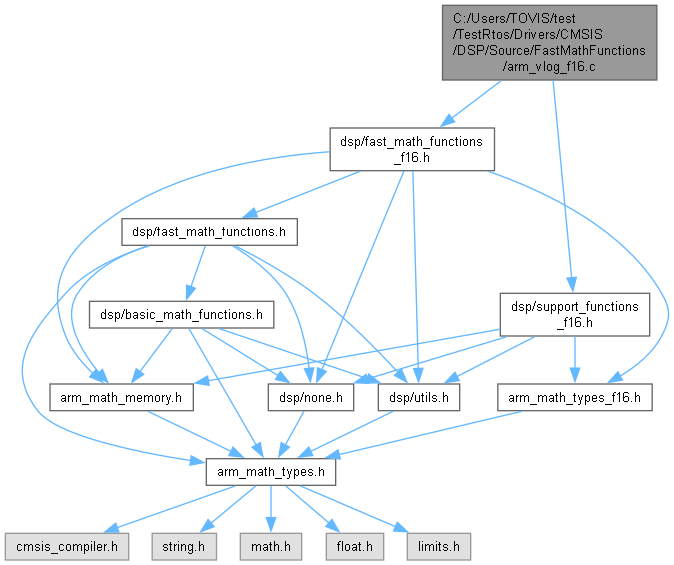 C:/Users/TOVIS/test
/TestRtos/Drivers/CMSIS
/DSP/Source/FastMathFunctions
/arm_vlog_f16.c
dsp/fast_math_functions
_f16.h
dsp/fast_math_functions.h
dsp/basic_math_functions.h
dsp/support_functions
_f16.h
arm_math_memory.h
dsp/none.h
dsp/utils.h
arm_math_types_f16.h
arm_math_types.h
cmsis_compiler.h
string.h
math.h
float.h
limits.h